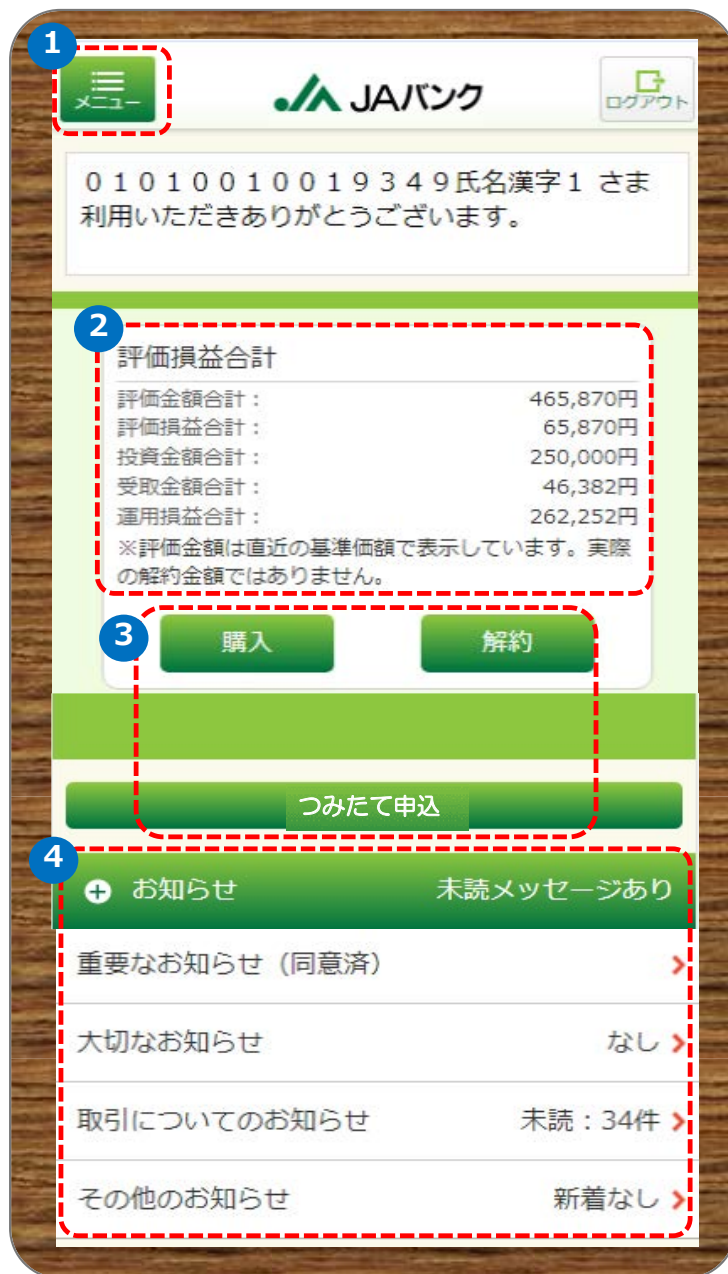 1
メニュー
JAバンク
ログアウト
01010010019349氏名漢字1 さま
利用いただきありがとうございます。
2
評価損益合計
評価金額合計： 465,870円
評価損益合計： 65,870円
投資金額合計： 250,000円
受取金額合計： 46,382円
運用損益合計： 262,252円
※評価金額は直近の基準価額で表示しています。実際
の解約金額ではありません。
3
購入 解約
つみたて申込
4
お知らせ 未読メッセージあり
重要なお知らせ（同意済）
大切なお知らせ なし
取引についてのお知らせ 未読：34件
その他のお知らせ 新着なし